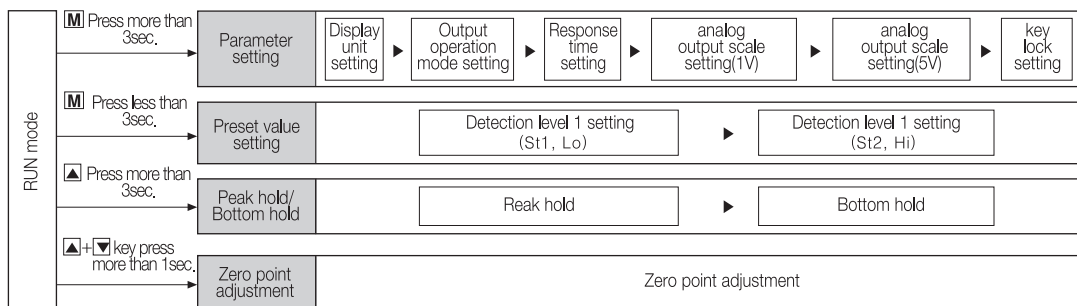 RUN mode
M Press more than
3sec.
Parameter
setting
Display
unit
setting
▶
Output
operation
mode setting
▶
Response
time
setting
▶
analog
output scale
setting(1V)
▶
analog
output scale
setting(5V)
▶
key
lock
setting
M Press less than
3sec.
Preset value
setting
Detection level 1 setting
(St1, Lo)
▶
Detection level 1 setting
(St2, Hi)
▲ Press more than
3sec.
Peak hold/
Bottom hold
Reak hold
▶
Bottom hold
▲+▼ key press
more than 1sec.
Zero point
adjustment
Zero point adjustment